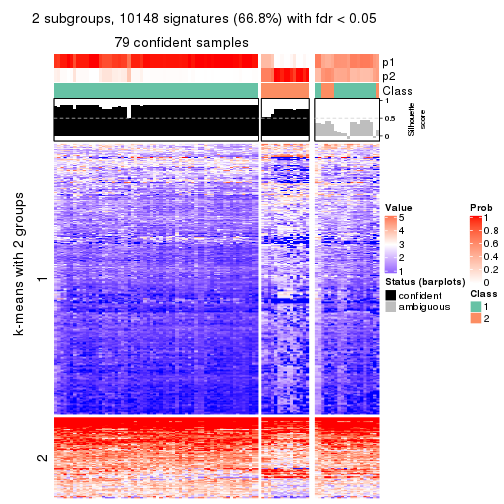 2 subgroups, 10148 signatures (66.8%) with fdr < 0.05
79 confident samples
p1
p2
Class
1
0.5
0
Silhouette
score
k-means with 2 groups
1
2
Value
5
4
3
2
1
Status (barplots)
confident
ambiguous
Prob
1
0.8
0.6
0.4
0.2
0
Class
1
2